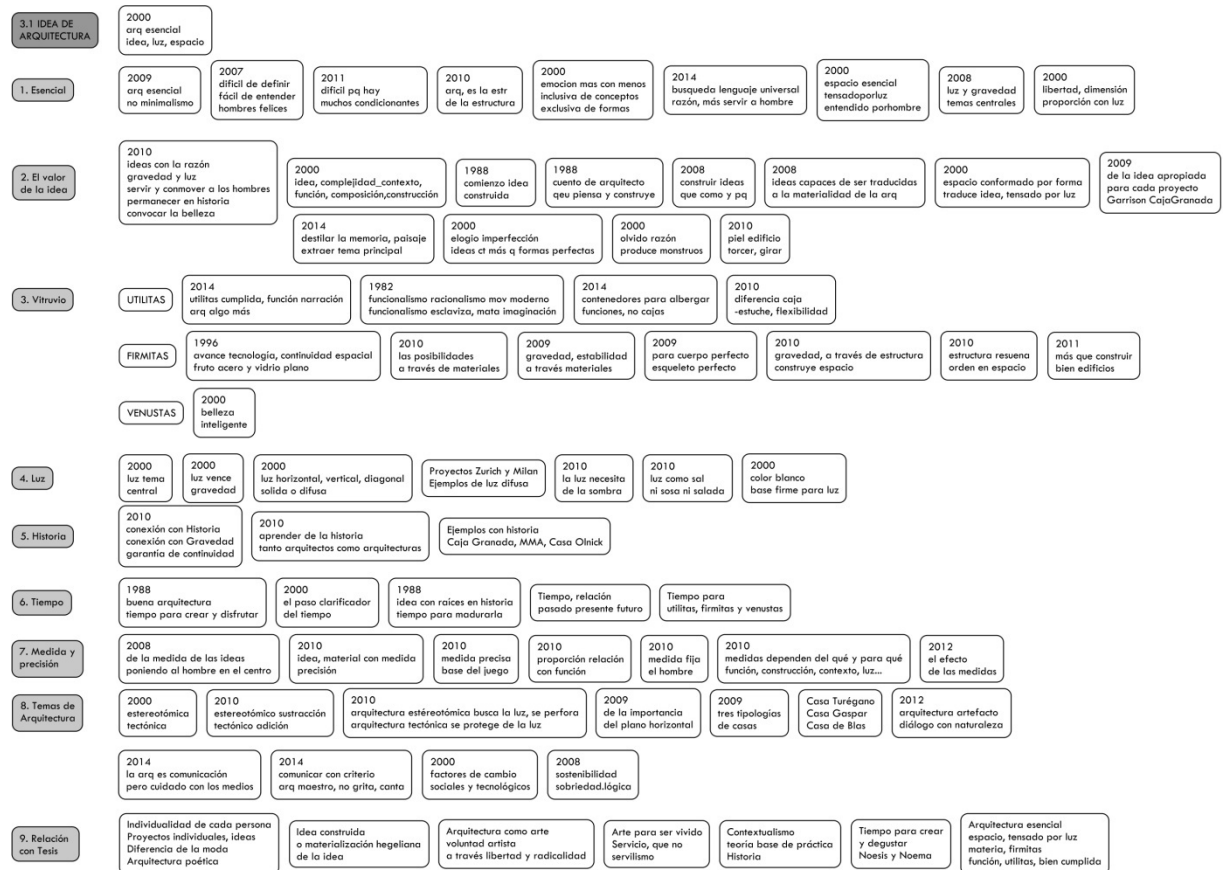 3.1 IDEA DE
ARQUITECTURA
2000
arq esencial
idea, luz, espacio
1. Esencial
2009
arq esencial
no minimalismo
2007
dificil de definir
fácil de entender
hombres felices
2011
dificil pq hay
muchos condicionantes
2010
arq, es la estr
de la estructura
2000
emocion mas con menos
inclusiva de conceptos
exclusiva de formas
2014
busqueda lenguaje universal
razón, más servir a hombre
2000
espacio esencial
tensadoporluz
entendido porhombre
2008
luz y gravedad
temas centrales
2000
libertad, dimensión
proporción con luz
2. El valor
de la idea
2010
ideas con la razón
gravedad y luz
servir y conmover a los hombres
permanecer en historia
convocar la belleza
2000
idea, complejidad_contexto,
función, composición,construcción
1988
comienzo idea
construida
1988
cuento de arquitecto
qeu piensa y construye
2008
construir ideas
que como y pq
2008
ideas capaces de ser traducidas
a la materialidad de la arq
2000
espacio conformado por forma
traduce idea, tensado por luz
2009
de la idea apropiada
para cada proyecto
Garrison CajaGranada
2014
destilar la memoria, paisaje
extraer tema principal
2000
elogio imperfección
ideas ct más q formas perfectas
2000
olvido razón
produce monstruos
2010
piel edificio
torcer, girar
3. Vitruvio
UTILITAS
2014
utilitas cumplida, función narración
arq algo más
1982
funcionalismo racionalismo mov moderno
funcionalismo esclaviza, mata imaginación
2014
contenedores para albergar
funciones, no cajas
2010
diferencia caja
-estuche, flexibilidad
FIRMITAS
1996
avance tecnología, continuidad espacial
fruto acero y vidrio plano
2010
las posibilidades
a través de materiales
2009
gravedad, estabilidad
a través materiales
2009
para cuerpo perfecto
esqueleto perfecto
2010
gravedad, a través de estructura
construye espacio
2010
estructura resuena
orden en espacio
2011
más que construir
bien edificios
VENUSTAS
2000
belleza
inteligente
4. Luz
2000
luz tema
central
2000
luz vence
gravedad
2000
luz horizontal, vertical, diagonal
solida o difusa
Proyectos Zurich y Milan
Ejemplos de luz difusa
2010
la luz necesita
de la sombra
2010
luz como sal
ni sosa ni salada
2000
color blanco
base firme para luz
5. Historia
2010
conexión con Historia
conexión con Gravedad
garantia de continuidad
2010
aprender de la historia
tanto arquitectos como arquitecturas
Ejemplos con historia
Caja Granada, MMA, Casa Olnick
6. Tiempo
1988
buena arquitectura
tiempo para crear y disfrutar
2000
el paso clarificador
del tiempo
1988
idea con raices en historia
tiempo para madurarla
Tiempo, relación
pasado presente futuro
Tiempo para
utilitas, firmitas y venustas
7. Medida y
precisión
2008
de la medida de las ideas
poniendo al hombre en el centro
2010
idea, material con medida
precisión
2010
medida precisa
base del juego
2010
proporción relación
con función
2010
medida fija
el hombre
2010
medidas dependen del qué y para qué
función, construcción, contexto, luz...
2012
el efecto
de las medidas
8. Temas de
Arquitectura
2000
estereotómica
tectónica
2010
estereotómico sustracción
tectónico adición
2010
arquitectura estéreotómica busca la luz, se perfora
arquitectura tectónica se protege de la luz
2009
de la importancia
del plano horizontal
2009
tres tipologías
de casas
Casa Turégano
Casa Gaspar
Casa de Blas
2012
arquitectura artefacto
diálogo con naturaleza
2014
la arq es comunicación
pero cuidado con los medios
2014
comunicar con criterio
arq maestro, no grita, canta
2000
factores de cambio
sociales y tecnológicos
2008
sostenibilidad
sobriedad.lógica
9. Relación
con Tesis
Individualidad de cada persona
Proyectos individuales, ideas
Diferencia de la moda
Arquitectura poética
Idea construida
o materialización hegeliana
de la idea
Arquitectura como arte
voluntad artista
a través libertad y radicalidad
Arte para ser vivido
Servicio, que no
servilismo
Contextualismo
teoria base de práctica
Historia
Tiempo para crear
y degustar
Noesis y Noema
Arquitectura esencial
espacio, tensado por luz
materia, firmitas
función, utilitas, bien cumplida